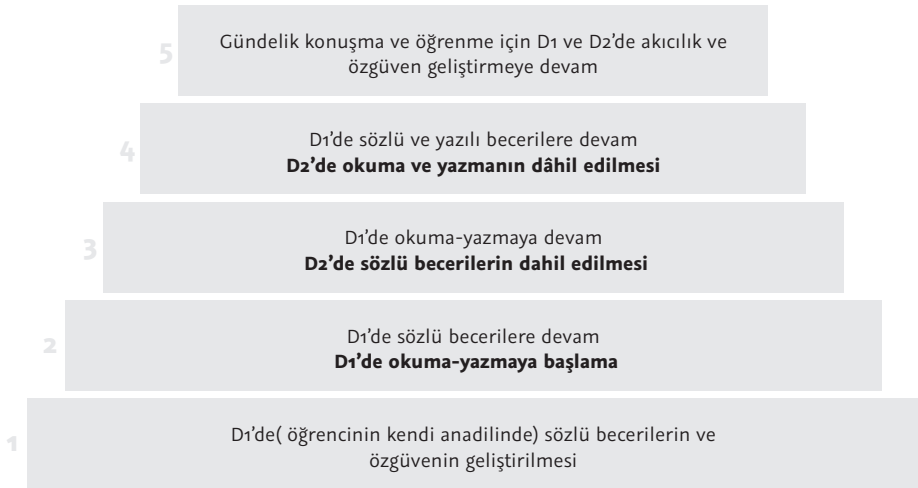 5
Gündelik konuşma ve öğrenme için D1 ve D2’de akıcılık ve
özgüven geliştirmeye devam
4
D1’de sözlü ve yazılı becerilere devam
D2’de okuma ve yazmanın dâhil edilmesi
3
D1’de okuma-yazmaya devam
D2’de sözlü becerilerin dahil edilmesi
2
D1’de sözlü becerilere devam
D1’de okuma-yazmaya başlama
1
D1’de( öğrencinin kendi anadilinde) sözlü becerilerin ve
özgüvenin geliştirilmesi